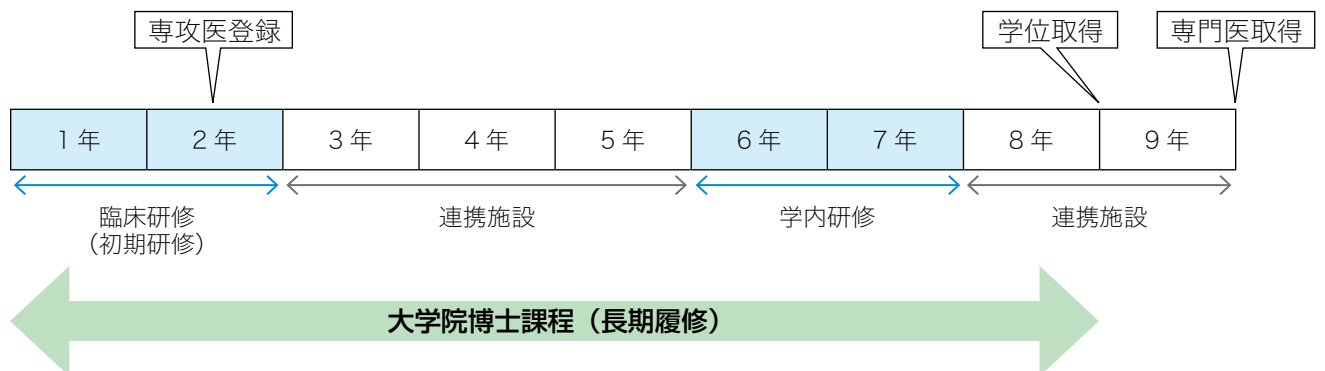 専攻医登録
学位取得
専門医取得
1年
2年
3年
4年
5年
6年
7年
8年
9年
臨床研修
（初期研修）
連携施設
学内研修
連携施設
大学院博士課程（長期履修）